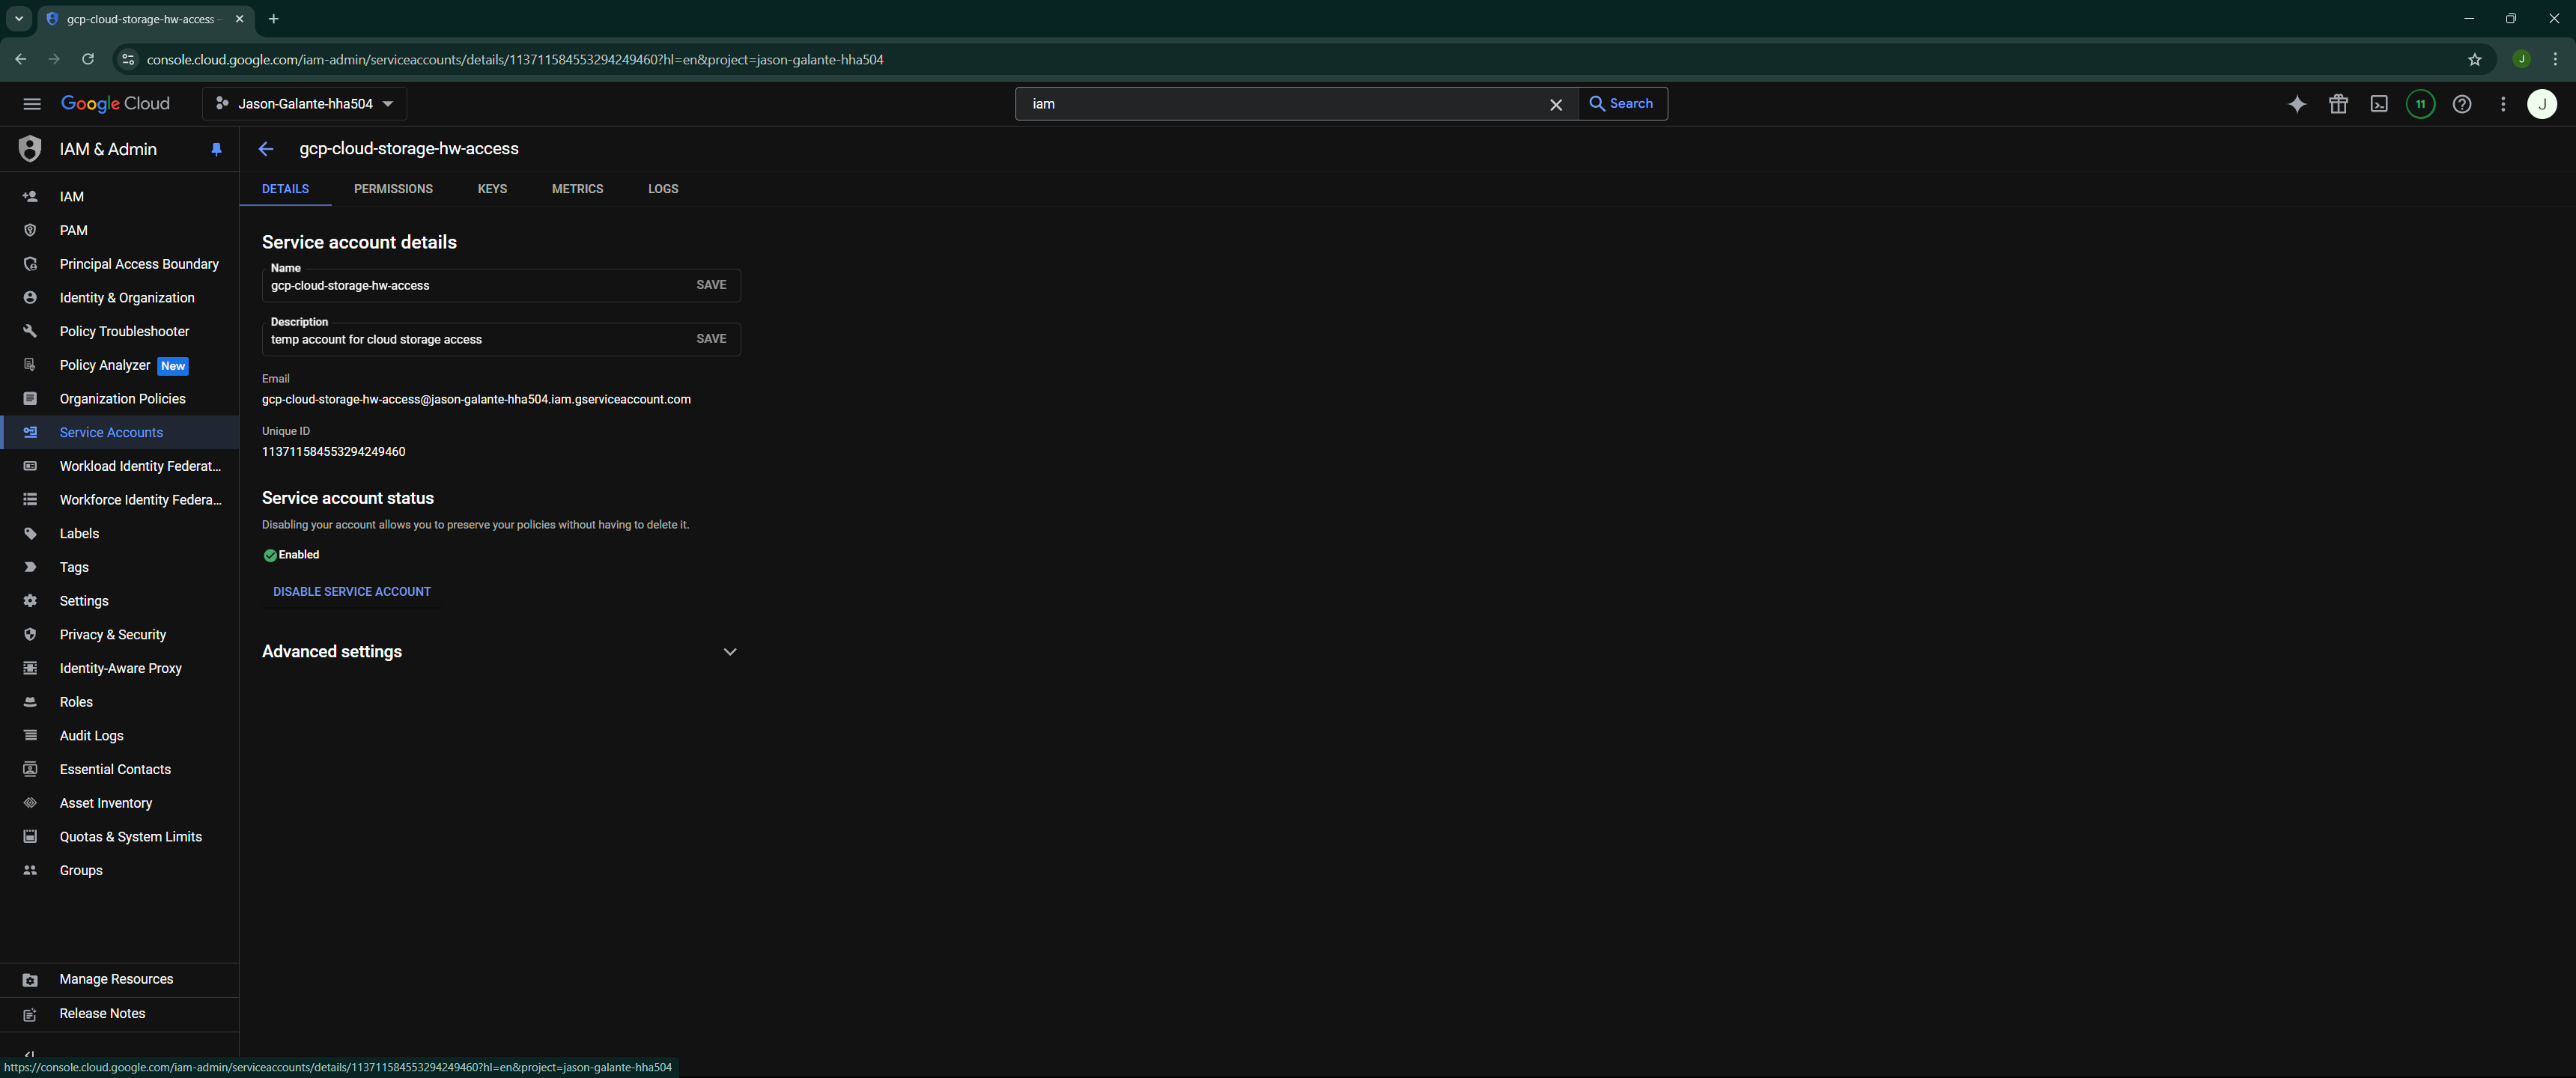 gcp-cloud-storage-hw-access -
console.cloud.google.com/iam-admin/serviceaccounts/details/113711584553294249460?hl=en&project=jason-galante-hha504
J
Google Cloud
Jason-Galante-hha504
iam
Search
11
J
IAM & Admin
gcp-cloud-storage-hw-access
DETAILS
PERMISSIONS
KEYS
METRICS
LOGS
IAM
PAM
Principal Access Boundary
Identity & Organization
Policy Troubleshooter
Policy Analyzer New
Organization Policies
Service Accounts
Workload Identity Federat...
Workforce Identity Federa...
Labels
Tags
Settings
Privacy & Security
Identity-Aware Proxy
Roles
Audit Logs
Essential Contacts
Asset Inventory
Quotas & System Limits
Groups
Manage Resources
Release Notes
Service account details
Name
gcp-cloud-storage-hw-access SAVE
Description
temp account for cloud storage access SAVE
Email
gcp-cloud-storage-hw-access@jason-galante-hha504.iam.gserviceaccount.com
Unique ID
113711584553294249460
Service account status
Disabling your account allows you to preserve your policies without having to delete it.
Enabled
DISABLE SERVICE ACCOUNT
Advanced settings
https://console.cloud.google.com/iam-admin/serviceaccounts/details/113711584553294249460?hl=en&project=jason-galante-hha504